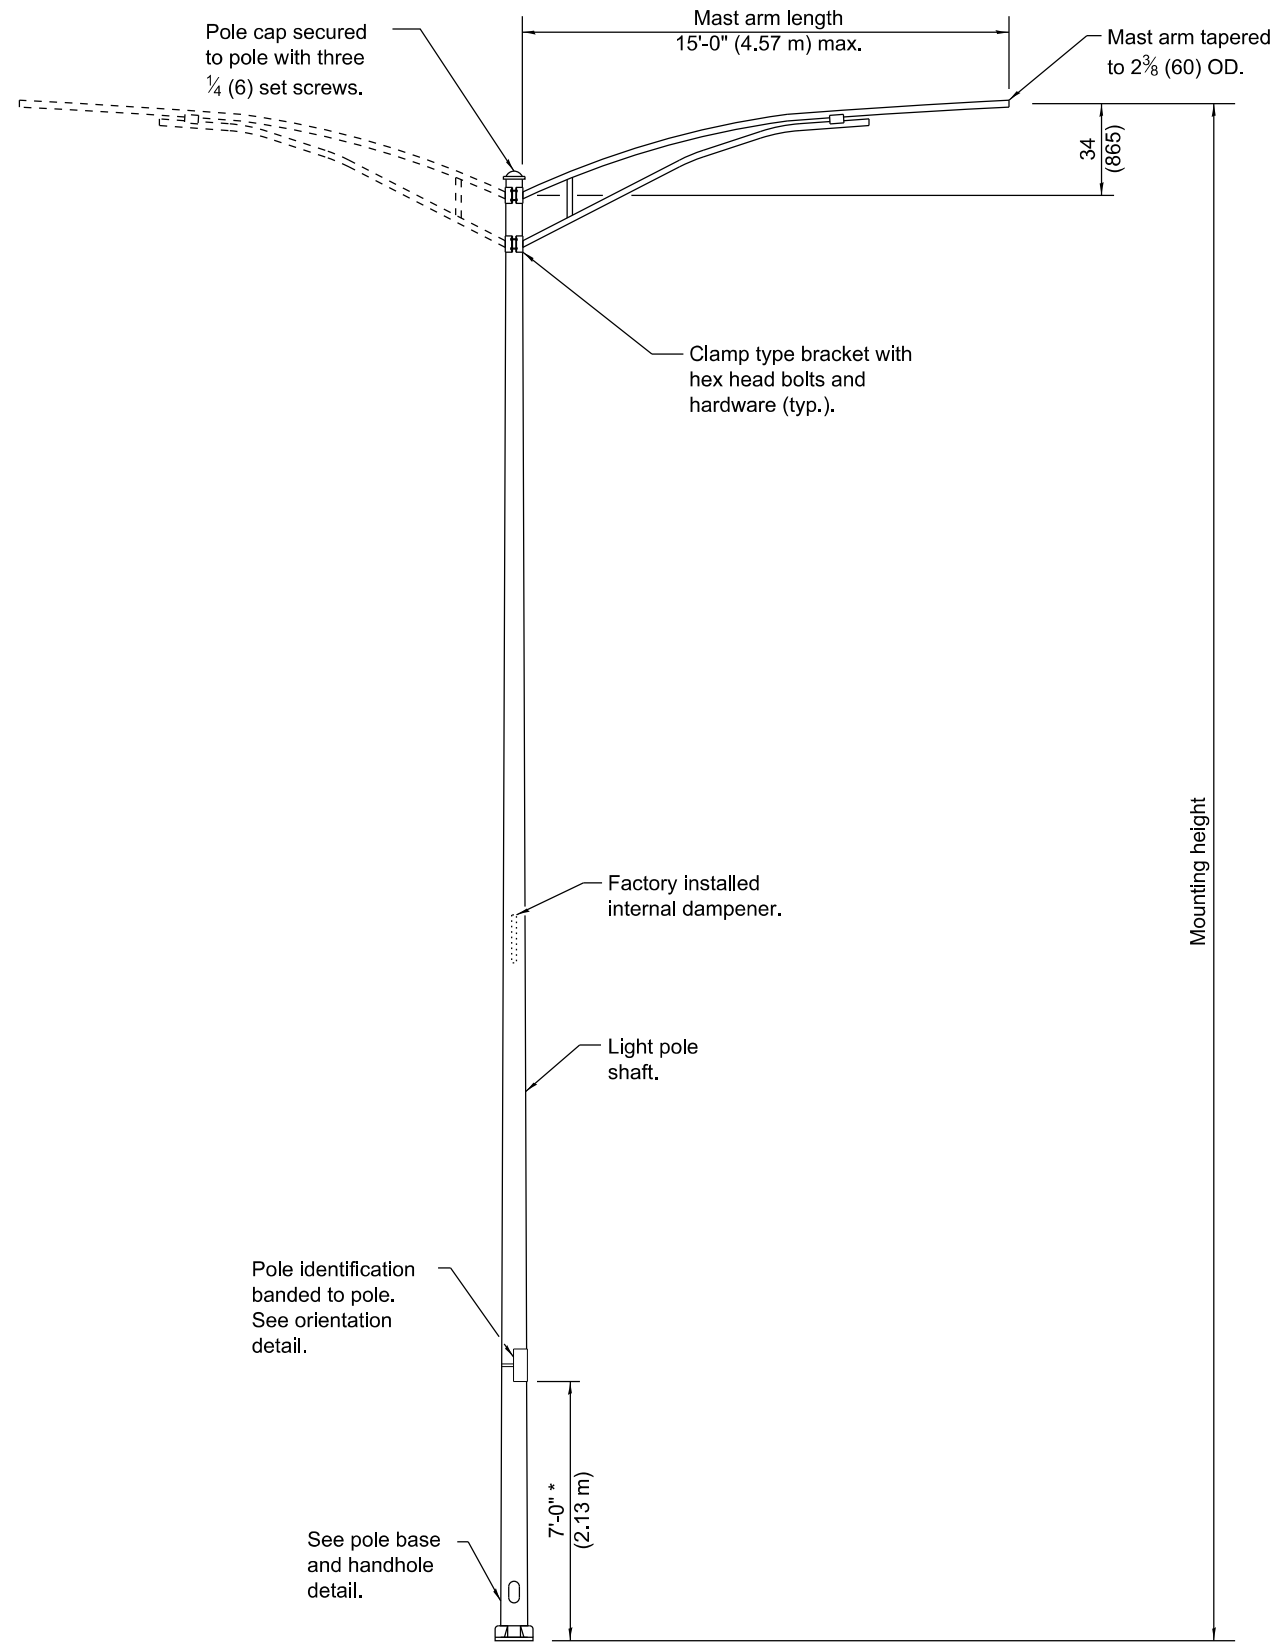 Pole cap secured
to pole with three
¼ (6) set screws.
Mast arm length
15'-0" (4.57 m) max.
Mast arm tapered
to 2⅜ (60) OD.
34
(865)
Clamp type bracket with
hex head bolts and
hardware (typ.).
Mounting height
Factory installed
internal dampener.
Light pole
shaft.
Pole identification
banded to pole.
See orientation
detail.
7'-0" *
(2.13 m)
See pole base
and handhole
detail.